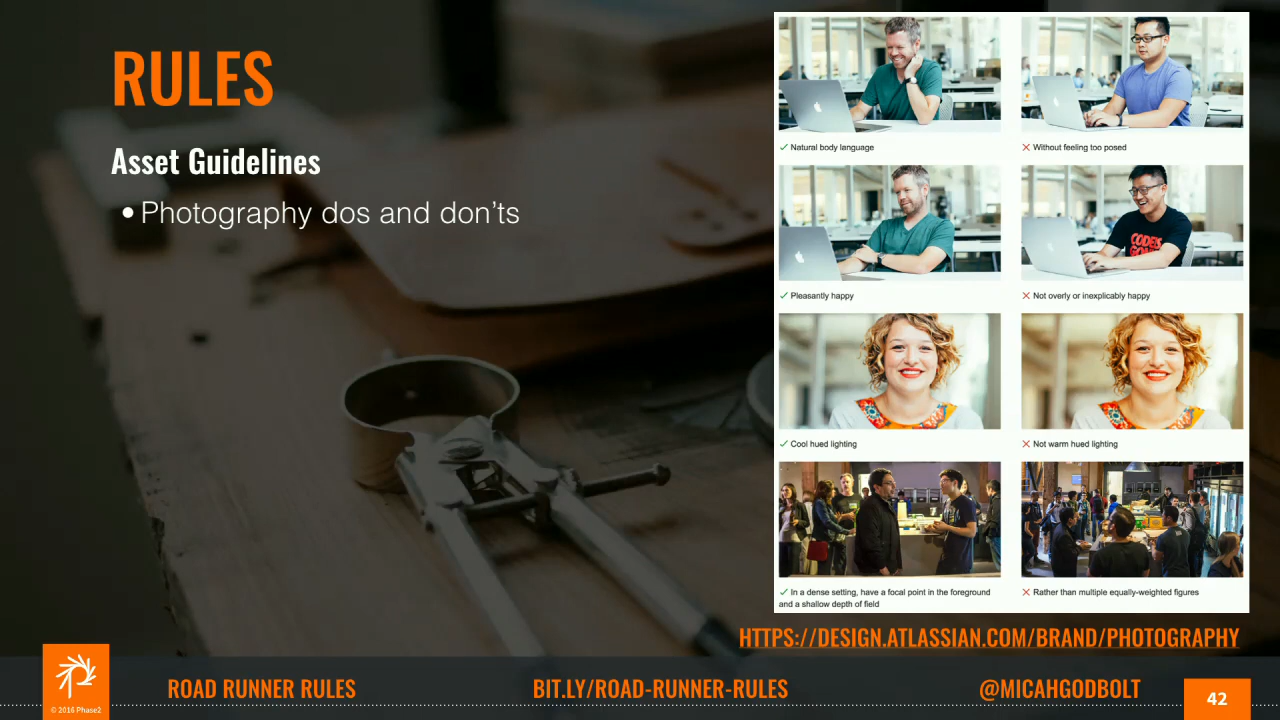 RULES
Asset Guidelines
• Photography dos and don'ts
✓ Natural body language
✕ Without feeling too posed
CODE IS
✓ Pleasantly happy
✕ Not overly or inexplicably happy
✓ Cool hued lighting
✕ Not warm hued lighting
✓ In a dense setting, have a focal point in the foreground
and a shallow depth of field
✕ Rather than multiple equally-weighted figures
HTTPS://DESIGN.ATLASSIAN.COM/BRAND/PHOTOGRAPHY
© 2016 Phase2
ROAD RUNNER RULES
BIT.LY/ROAD-RUNNER-RULES
@MICAHGODBOLT
42